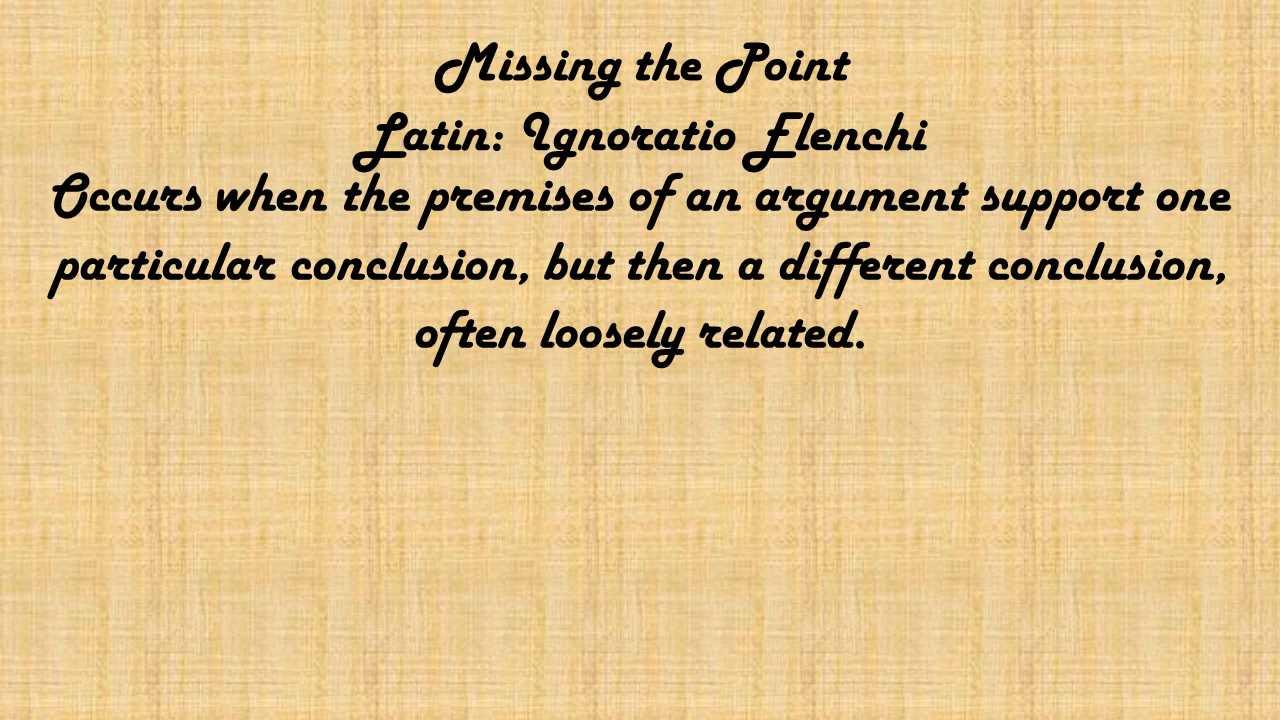 Missing the Point
Latin: Ignoratio Elenchi
Occurs when the premises of an argument support one
particular conclusion, but then a different conclusion,
often loosely related.